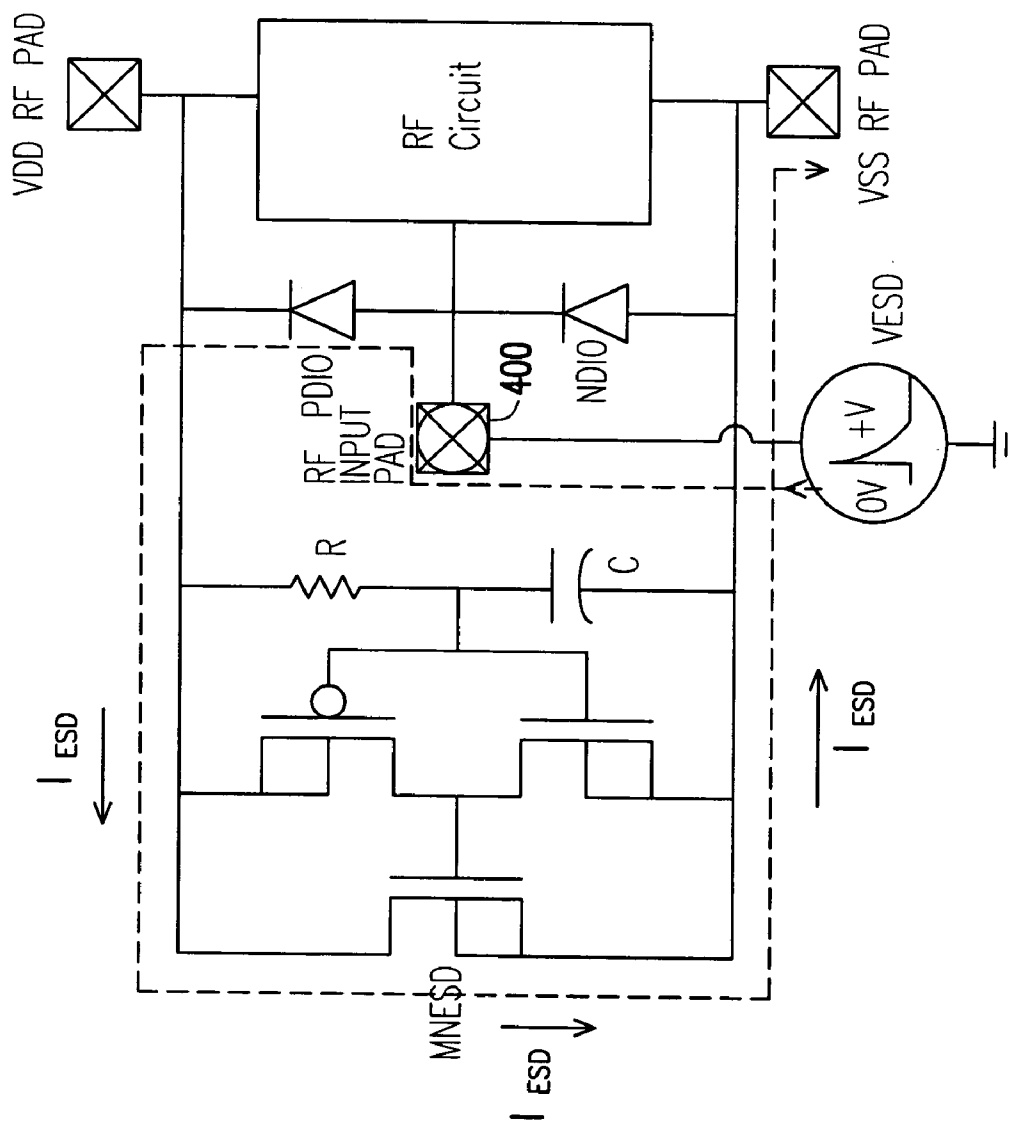 VDD RF PAD
RF
Circuit
VSS RF PAD
PDIO
NDIO
RF
INPUT
PAD
400
VESD
0V
+V
R
C
I ESD
I ESD
MNESD
I ESD